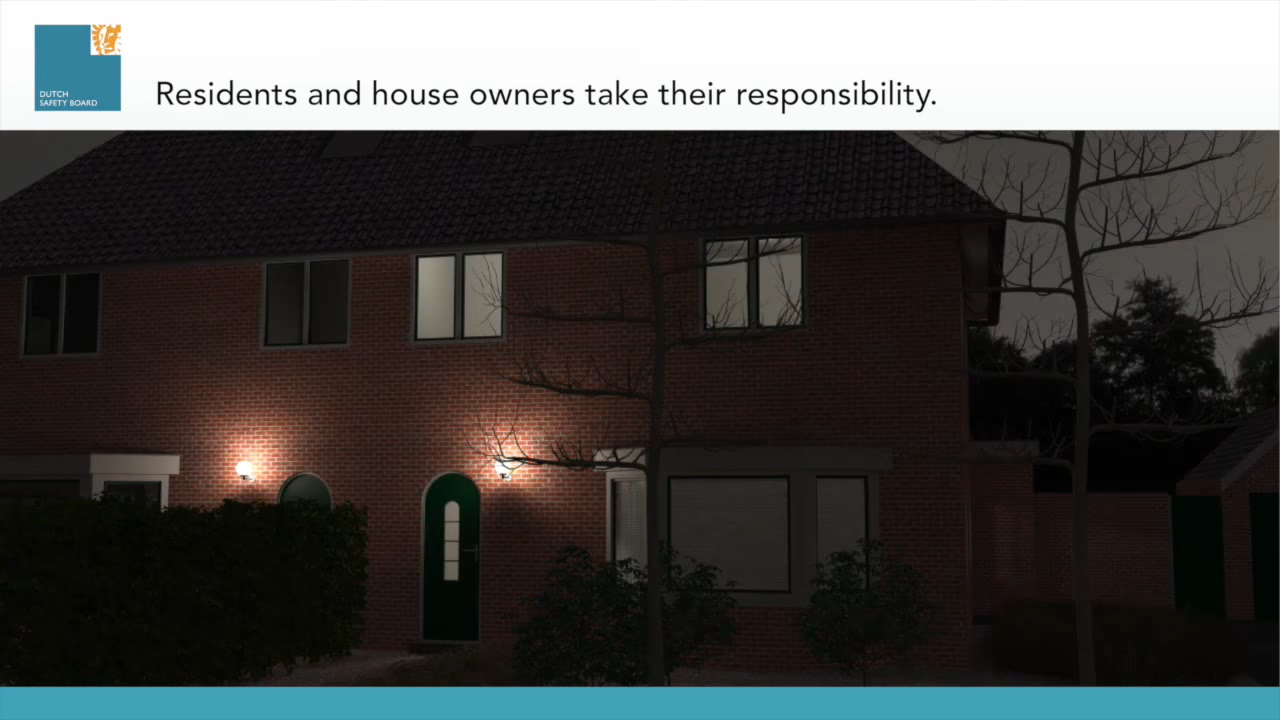 DUTCH
SAFETY BOARD
Residents and house owners take their responsibility.